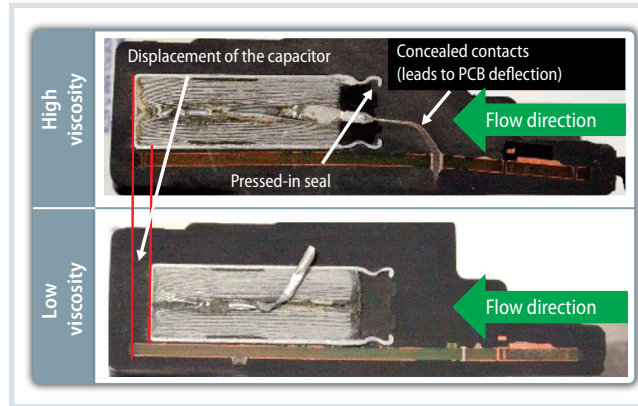 High
viscosity
Displacement of the capacitor
Concealed contacts
(leads to PCB deflection)
Flow direction
Pressed-in seal
Low
viscosity
Flow direction